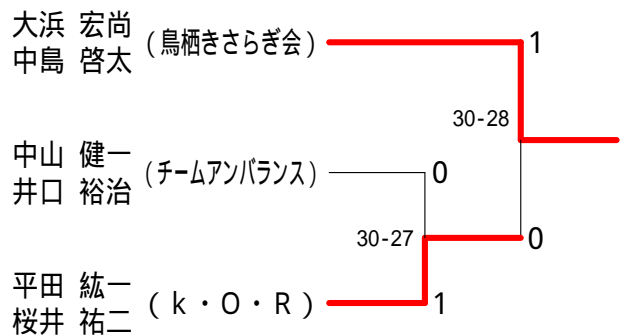 大浜 宏尚
中島 啓太
(鳥栖きさらぎ会)
1
30-28
中山 健一
井口 裕治
(チームアンバランス)
0
30-27
0
平田 紘一
桜井 祐二
(k・O・R)
1